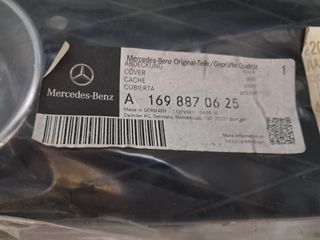 Mercedes-Benz Original-Teile/Geprüfte Qualität
ABDECKUNG
COVER
CACHE
CUBIERTA
1
Mercedes-Benz
A 169 887 06 25
Made in GERMANY
Daimler AG, Germany, Mercedesstr. 137, 70327 Stuttgart